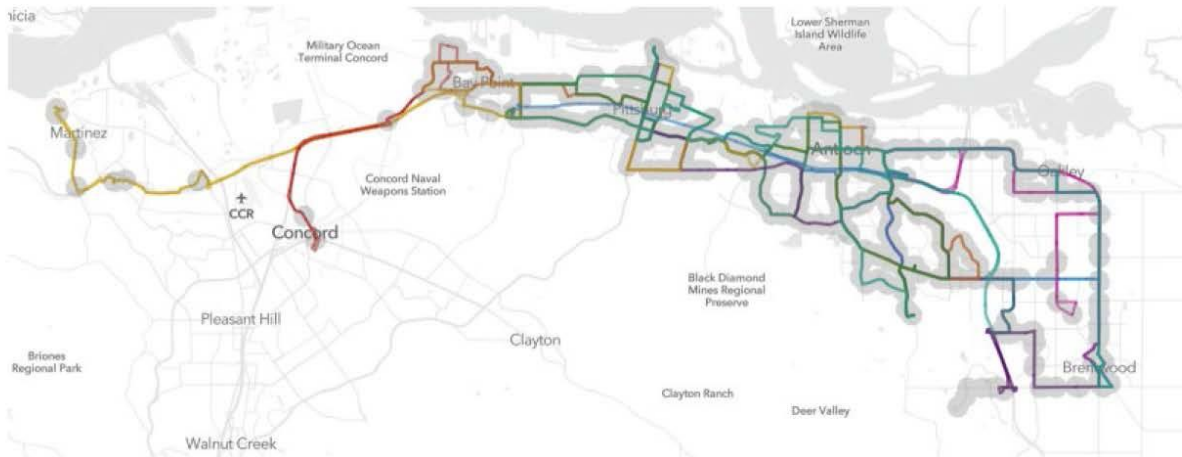 nicia
Lower Sherman
Island Wildlife
Area
Military Ocean
Terminal Concord
Bay Point
Pittsburg
Martinez
Antioch
Oakley
Concord Naval
Weapons Station
CCR
Concord
Black Diamond
Mines Regional
Preserve
Pleasant Hill
Clayton
Briones
Regional Park
Brentwood
Clayton Ranch
Deer Valley
Walnut Creek